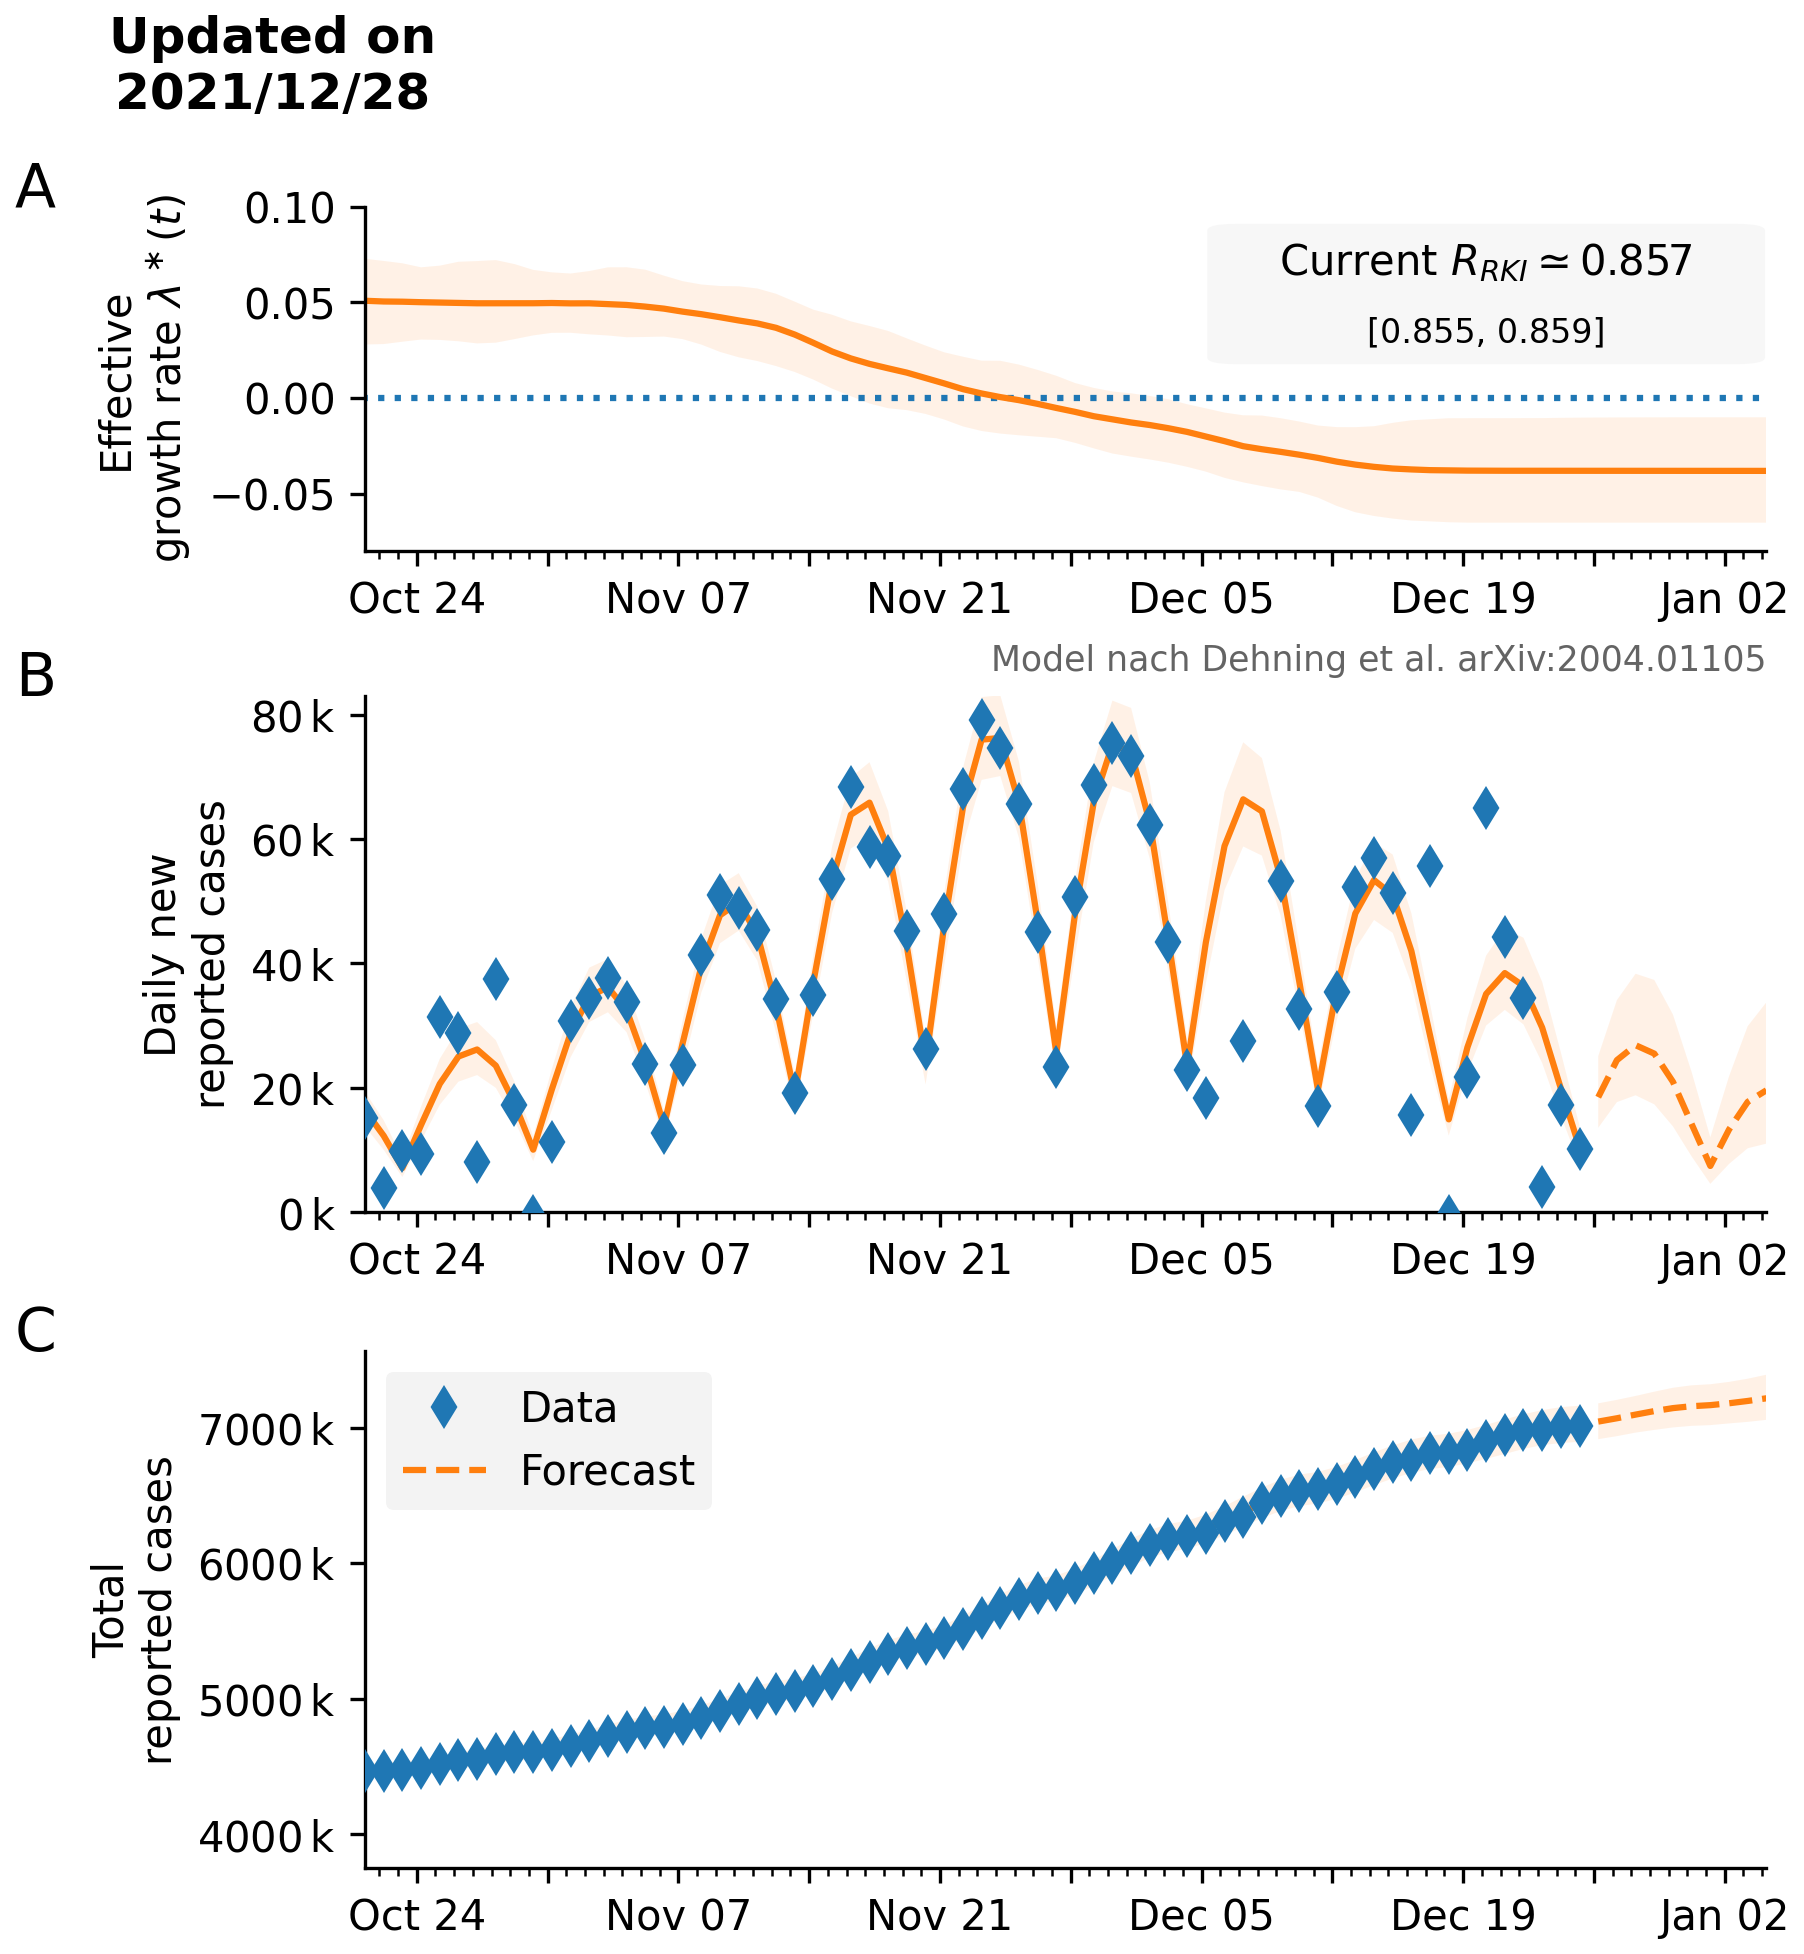 Updated on
2021/12/28
A
Effective
growth rate λ * (t)
0.10
0.05
0.00
−0.05
Current R_RKI ≃ 0.857
[0.855, 0.859]
Oct 24 Nov 07 Nov 21 Dec 05 Dec 19 Jan 02
Model nach Dehning et al. arXiv:2004.01105
B
Daily new
reported cases
80 k
60 k
40 k
20 k
0 k
Oct 24 Nov 07 Nov 21 Dec 05 Dec 19 Jan 02
C
Total
reported cases
7000 k
6000 k
5000 k
4000 k
Data
Forecast
Oct 24 Nov 07 Nov 21 Dec 05 Dec 19 Jan 02